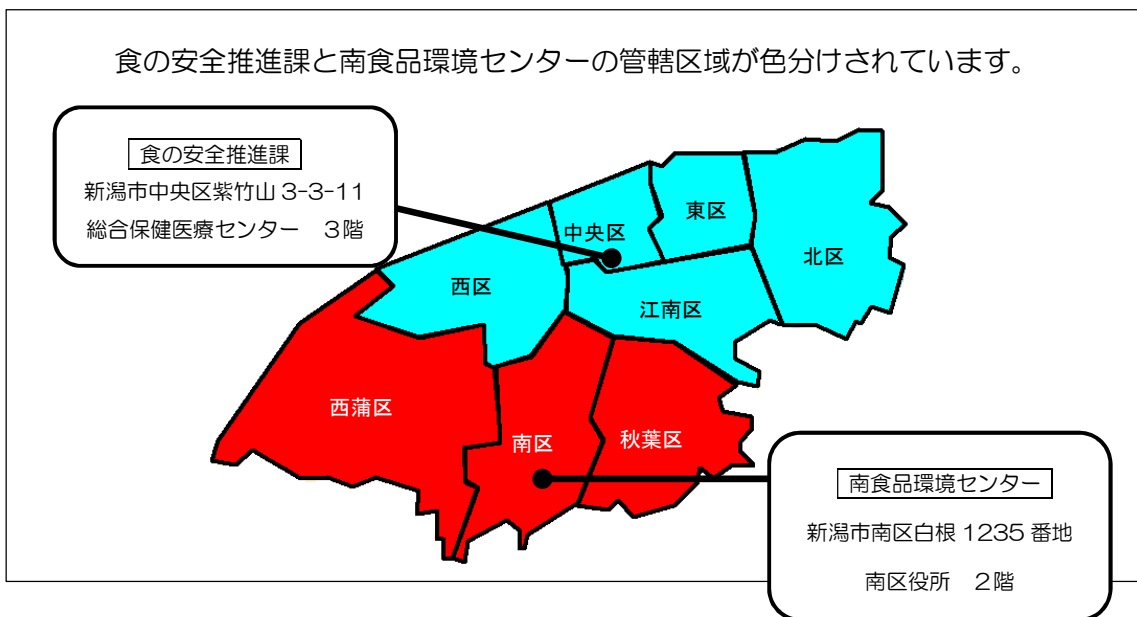 食の安全推進課と南食品環境センターの管轄区域が色分けされています。
食の安全推進課
新潟市中央区紫竹山 3-3-11
総合保健医療センター　3階
中央区
東区
北区
西区
江南区
西蒲区
南区
秋葉区
南食品環境センター
新潟市南区白根 1235 番地
南区役所　2階